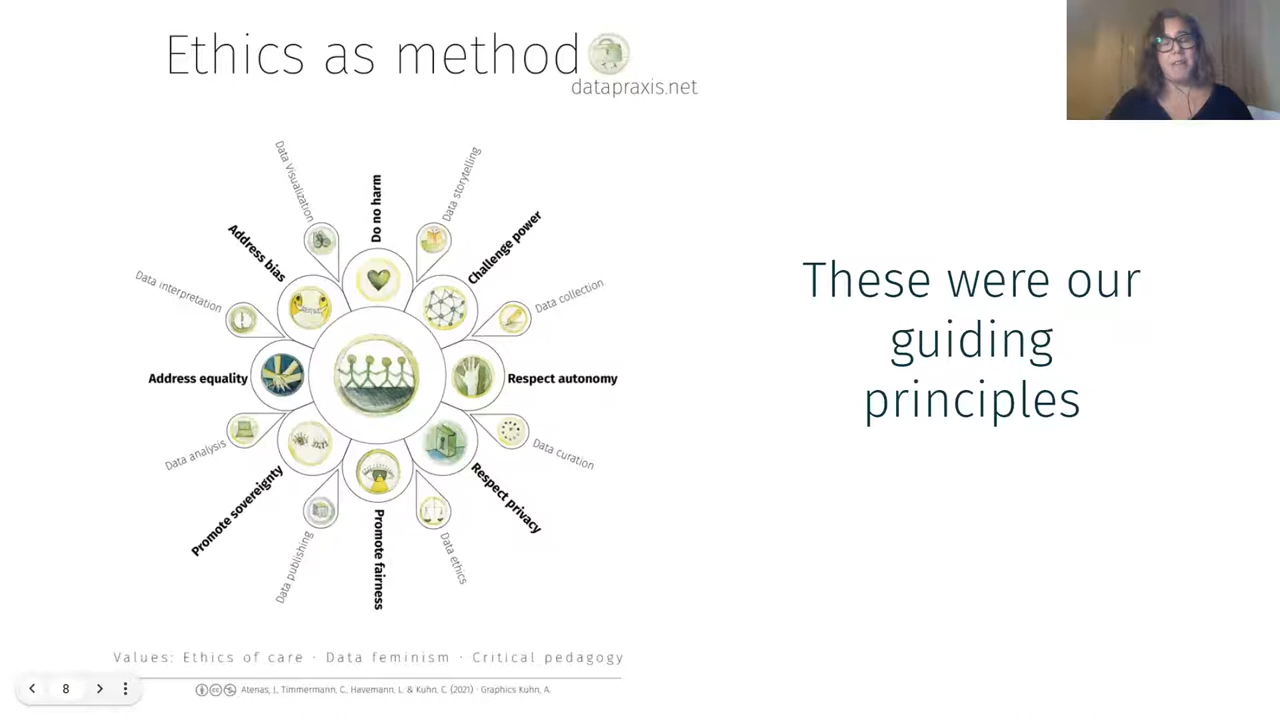 Ethics as method
datapraxis.net
Data visualization
Do no harm
Data storytelling
Address bias
Challenge power
Data interpretation
Data collection
Address equality
Respect autonomy
Data analysis
Data curation
Promote sovereignty
Respect privacy
Data publishing
Promote fairness
Data ethics
These were our
guiding
principles
Values: Ethics of care · Data feminism · Critical pedagogy
8
Atenas, J., Timmermann, C., Havemann, L. & Kuhn, C. (2021) · Graphics Kuhn, A.